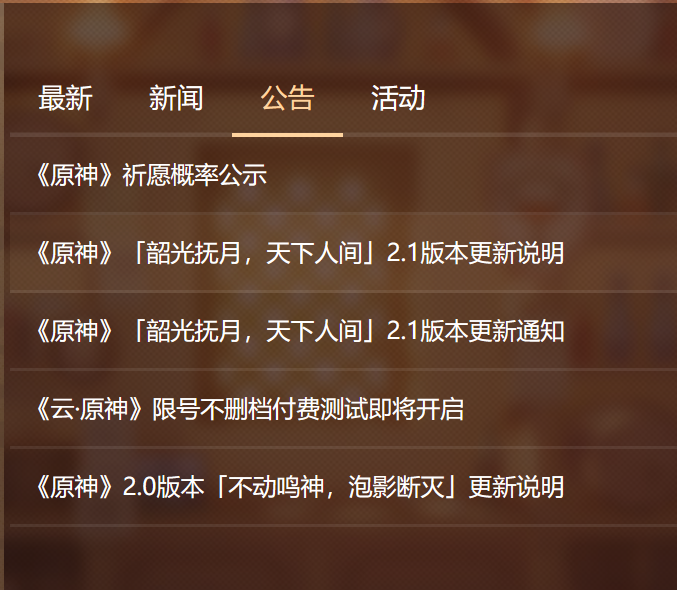 最新 新闻 公告 活动
《原神》祈愿概率公示
《原神》「韶光抚月，天下人间」2.1版本更新说明
《原神》「韶光抚月，天下人间」2.1版本更新通知
《云·原神》限号不删档付费测试即将开启
《原神》2.0版本「不动鸣神，泡影断灭」更新说明